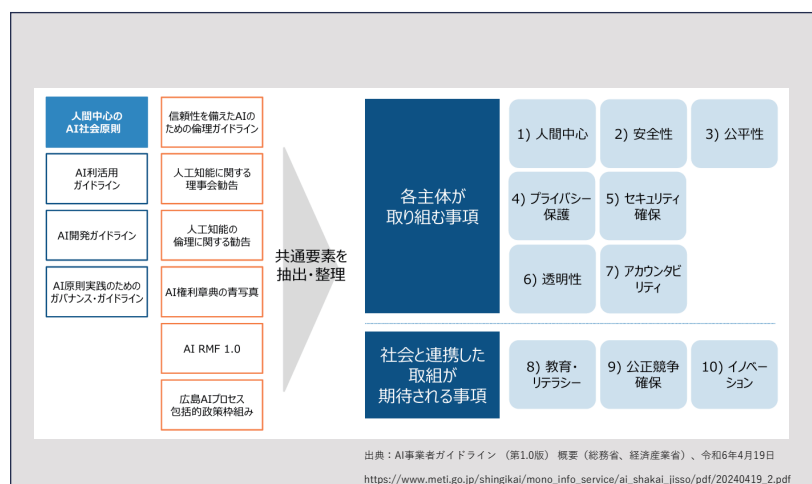 人間中心の
AI社会原則
AI利活用
ガイドライン
AI開発ガイドライン
AI原則実践のための
ガバナンス・ガイドライン
信頼性を備えたAIの
ための倫理ガイドライン
人工知能に関する
理事会勧告
人工知能の
倫理に関する勧告
AI権利章典の青写真
AI RMF 1.0
広島AIプロセス
包括的政策枠組み
共通要素を
抽出・整理
各主体が
取り組む事項
1) 人間中心
2) 安全性
3) 公平性
4) プライバシー
保護
5) セキュリティ
確保
6) 透明性
7) アカウンタビ
リティ
社会と連携した
取組が
期待される事項
8) 教育・
リテラシー
9) 公正競争
確保
10) イノベー
ション
出典：AI事業者ガイドライン （第1.0版） 概要（総務省、経済産業省）、令和6年4月19日
https://www.meti.go.jp/shingikai/mono_info_service/ai_shakai_jisso/pdf/20240419_2.pdf